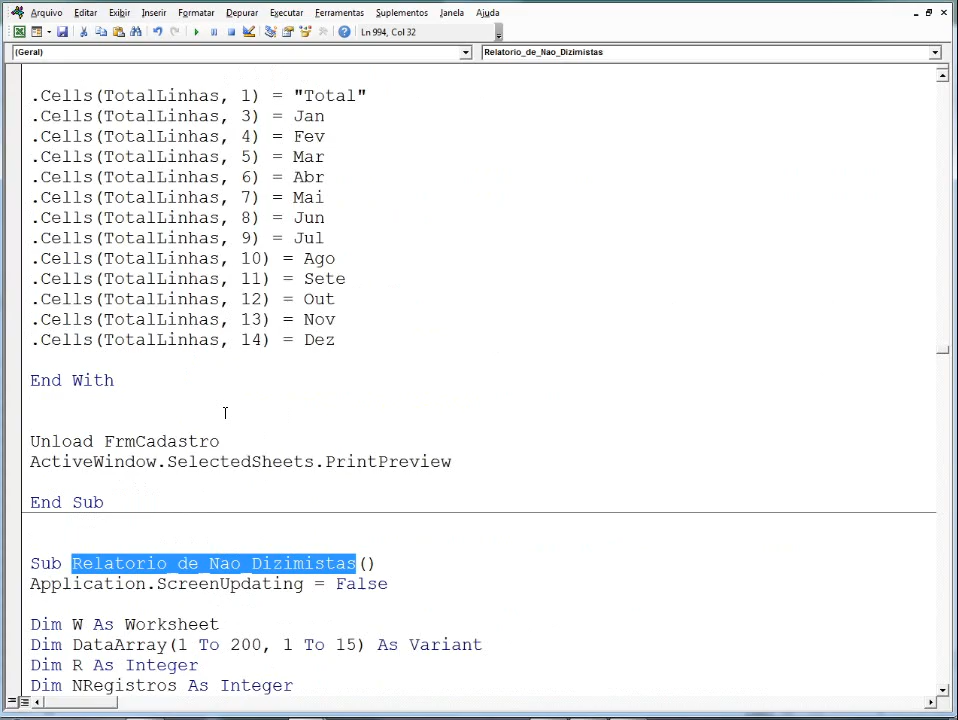 Arquivo Editar Exibir Inserir Formatar Depurar Executar Ferramentas Suplementos Janela Ajuda
Ln 994, Col 32
(Geral) Relatorio_de_Nao_Dizimistas
.Cells(TotalLinhas, 1) = "Total"
.Cells(TotalLinhas, 3) = Jan
.Cells(TotalLinhas, 4) = Fev
.Cells(TotalLinhas, 5) = Mar
.Cells(TotalLinhas, 6) = Abr
.Cells(TotalLinhas, 7) = Mai
.Cells(TotalLinhas, 8) = Jun
.Cells(TotalLinhas, 9) = Jul
.Cells(TotalLinhas, 10) = Ago
.Cells(TotalLinhas, 11) = Sete
.Cells(TotalLinhas, 12) = Out
.Cells(TotalLinhas, 13) = Nov
.Cells(TotalLinhas, 14) = Dez
End With
Unload FrmCadastro
ActiveWindow.SelectedSheets.PrintPreview
End Sub
Sub Relatorio_de_Nao_Dizimistas()
Application.ScreenUpdating = False
Dim W As Worksheet
Dim DataArray(1 To 200, 1 To 15) As Variant
Dim R As Integer
Dim NRegistros As Integer